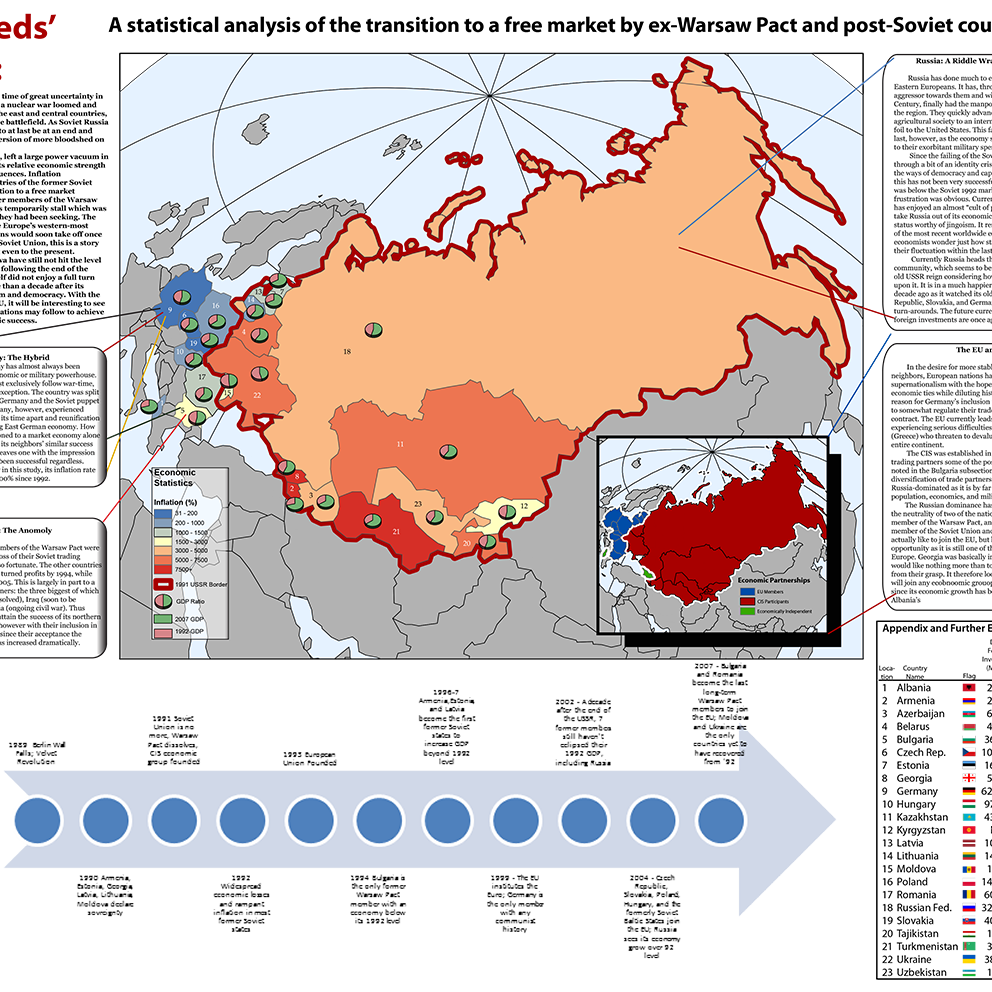 eds’
A statistical analysis of the transition to a free market by ex-Warsaw Pact and post-Soviet cou
:
time of great uncertainty in
a nuclear war loomed and
he east and central countries,
e battlefield. As Soviet Russia
to at last be at an end and
ersion of more bloodshed on
, left a large power vacuum in
ts relative economic strength
uences. Inflation
tries of the former Soviet
tion to a free market
er members of the Warsaw
s temporarily stall which was
hey had been seeking. The
e Europe's western-most
ns would soon take off once
Soviet Union, this is a story
even to the present.
va have still not hit the level
following the end of the
lf did not enjoy a full turn
e than a decade after its
m and democracy. With the
U, it will be interesting to see
ations may follow to achieve
ic success.
y: The Hybrid
ny has almost always been
nomic or military powerhouse.
st exclusively follow war-time,
xception. The country was split
Germany and the Soviet puppet
any, however, experienced
its time apart and reunification
g East German economy. How
oned to a market economy alone
its neighbors' similar success
eaves one with the impression
been successful regardless.
r in this study, its inflation rate
00% since 1992.
: The Anomoly
mbers of the Warsaw Pact were
oss of their Soviet trading
o fortunate. The other countries
turned profits by 1994, while
005. This is largely in part to a
ners: the three biggest of which
solved), Iraq (soon to be
a (ongoing civil war). Thus
ttain the success of its northern
however with their inclusion in
since their acceptance the
as increased dramatically.
13
9
6
16
4
19
10
17
15
22
5
18
11
8
2
3
21
23
20
12
Economic
Statistics
Inflation (%)
31 - 200
200 - 1000
1000 - 1500
1500 - 3000
3000 - 5000
5000 - 7500
7500+
1991 USSR Border
GDP Ratio
2007 GDP
1992 GDP
Economic Partnerships
EU Members
CIS Participants
Economically Independent
Russia: A Riddle Wra
Russia has done much to e
Eastern Europeans. It has, thro
aggressor towards them and wi
Century, finally had the manpo
the region. They quickly advanc
agricultural society to an intern
foil to the United States. This fa
last, however, as the economy s
to their exorbitant military spe
Since the failing of the Sov
through a bit of an identity cris
the ways of democracy and cap
this has not been very successfu
was below the Soviet 1992 mar
frustration was obvious. Curren
has enjoyed an almost "cult of p
take Russia out of its economic
status worthy of jingoism. It re
of the most recent worldwide e
economists wonder just how st
their fluctuation within the last
Currently Russia heads th
community, which seems to be
old USSR reign considering how
upon it. It is in a much happier
decade ago as it watched its old
Republic, Slovakia, and Germa
turn-arounds. The future curre
foreign investments are once ag
The EU an
In the desire for more stabl
neighbors, European nations ha
supernationalism with the hope
economic ties while diluting hist
reason for Germany's inclusion
to somewhat regulate their trade
contract. The EU currently leads
experiencing serious difficulties
(Greece) who threaten to devalu
entire continent.
The CIS was established in
trading partners some of the po
noted in the Bulgaria subsection
diversification of trade partners
Russia-dominated as it is by far
population, economics, and mili
The Russian dominance ha
the neutrality of two of the natio
member of the Warsaw Pact, an
member of the Soviet Union and
actually like to join the EU, but
opportunity as it is still one of th
Europe. Georgia was basically in
would like nothing more than to
from their grasp. It therefore loo
will join any ecobnoomic grouop
since its economic growth has b
Albania's
1989 Berlin Wall
Falls; Velvet
Revolution
1991 Soviet
Union is no
more, Warsaw
Pact dissolves,
CIS economic
group founded
1993 European
Union Founded
1996-7
Armenia, Estonia,
and Latvia
become the first
former Soviet
states to
increase GDP
beyond 1992
level
2002 - A decade
after the end of
the USSR, 7
former members
still haven't
eclipsed their
1992 GDP,
including Russia
2007 - Bulgaria
and Romania
become the last
long-term
Warsaw Pact
members to join
the EU; Moldova
and Ukraine are
the only
countries yet to
have recovered
from '92
1990 Armenia,
Estonia, Georgia,
Latvia, Lithuania,
Moldova declare
sovreignty
1992
Widespread
economic losses
and rampant
inflation in most
former Soviet
states
1994 Bulgaria is
the only former
Warsaw Pact
member with an
economy below
its 1992 level
1999 - The EU
institutes the
Euro; Germany is
the only member
with any
communist
history
2004 - Czech
Republic,
Slovakia, Poland,
Hungary, and the
formerly Soviet
Baltic States join
the EU; Russia
sees its economy
grow over 92
level
Appendix and Further E
Loca-
tion
Country
Name
Flag
Inve
(M
1 Albania 2
2 Armenia 2
3 Azerbaijan 6
4 Belarus 4
5 Bulgaria 36
6 Czech Rep. 10
7 Estonia 16
8 Georgia 5
9 Germany 62
10 Hungary 97
11 Kazakhstan 43
12 Kyrgyzstan
13 Latvia 10
14 Lithuania 14
15 Moldova 1
16 Poland 14
17 Romania 60
18 Russian Fed. 32
19 Slovakia 40
20 Tajikistan 1
21 Turkmenistan 3
22 Ukraine 38
23 Uzbekistan 1